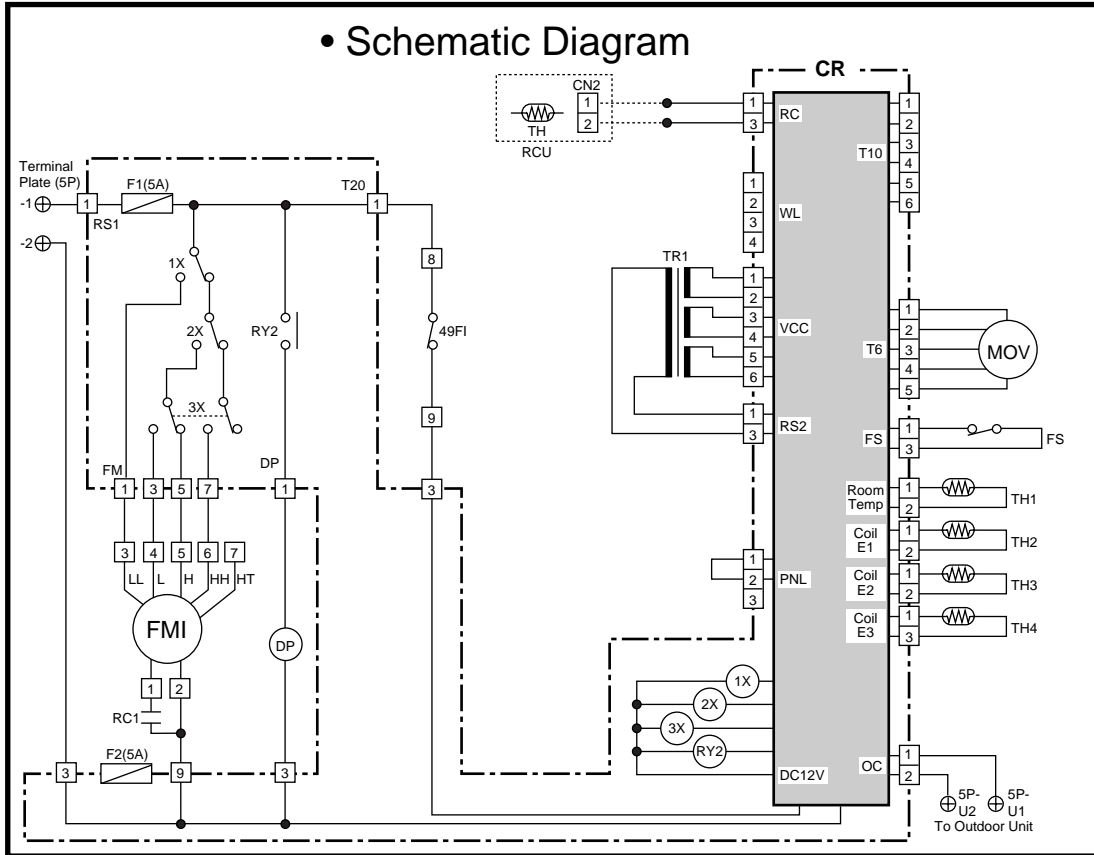 • Schematic Diagram
CR
CN2
1
2
TH
RCU
1
3
RC
1
2
3
4
5
6
T10
Terminal
Plate (5P)
-1
-2
1
RS1
F1(5A)
T20
1
1
2
3
4
WL
8
1X
2X
3X
RY2
49FI
9
3
TR1
1
2
3
4
5
6
VCC
1
3
RS2
1
2
3
4
5
T6
MOV
FS
1
3
FS
Room
Temp
1
2
TH1
Coil
E1
1
2
TH2
Coil
E2
1
2
TH3
Coil
E3
1
3
TH4
FM
1
3
5
7
DP
1
3
4
5
6
7
LL
L
H
HH
HT
FMI
DP
1
2
RC1
3
F2(5A)
9
3
1
2
3
PNL
1X
2X
3X
RY2
DC12V
OC
1
2
5P-
U2
5P-
U1
To Outdoor Unit